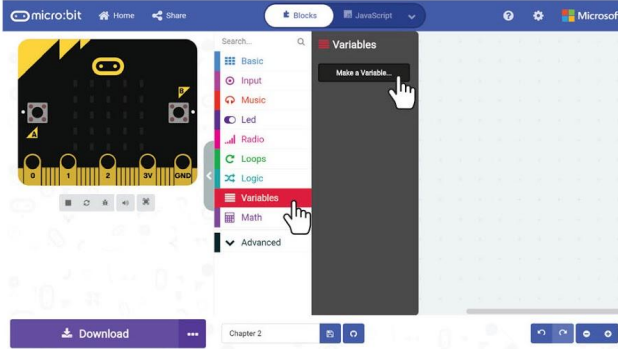 micro:bit Home Share Blocks JavaScript Microsof
Search...
Basic
Input
Music
Led
Radio
Loops
Logic
Variables
Math
Advanced
Variables
Make a Variable...
A
B
0 1 2 3V GND
Download
Chapter 2